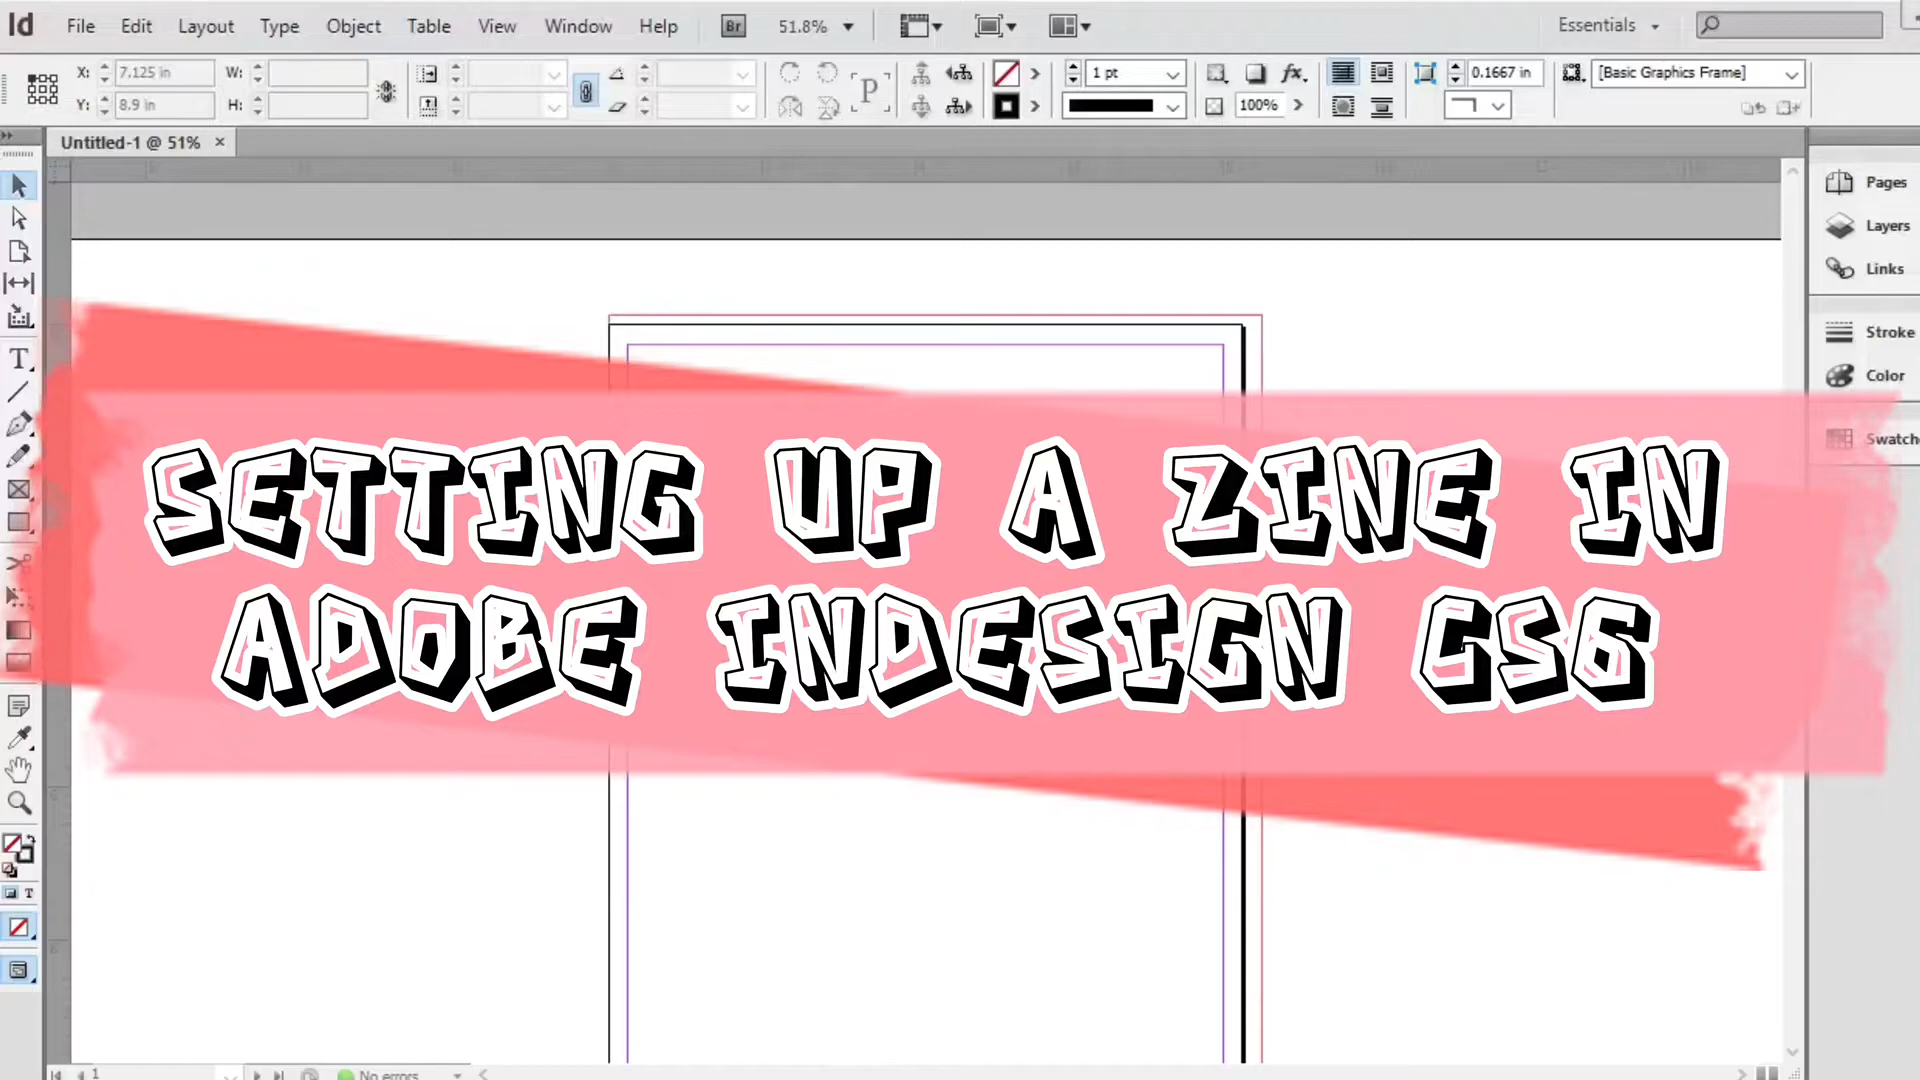 Id File Edit Layout Type Object Table View Window Help Br 51.8% Essentials
X: 7.125 in W: 1 pt 0.1667 in [Basic Graphics Frame]
Y: 8.9 in H: P fx 100%
Untitled-1 @ 51% ×
Pages
Layers
Links
Stroke
Color
SETTING UP A ZINE IN
ADOBE INDESIGN CS6
1 No errors